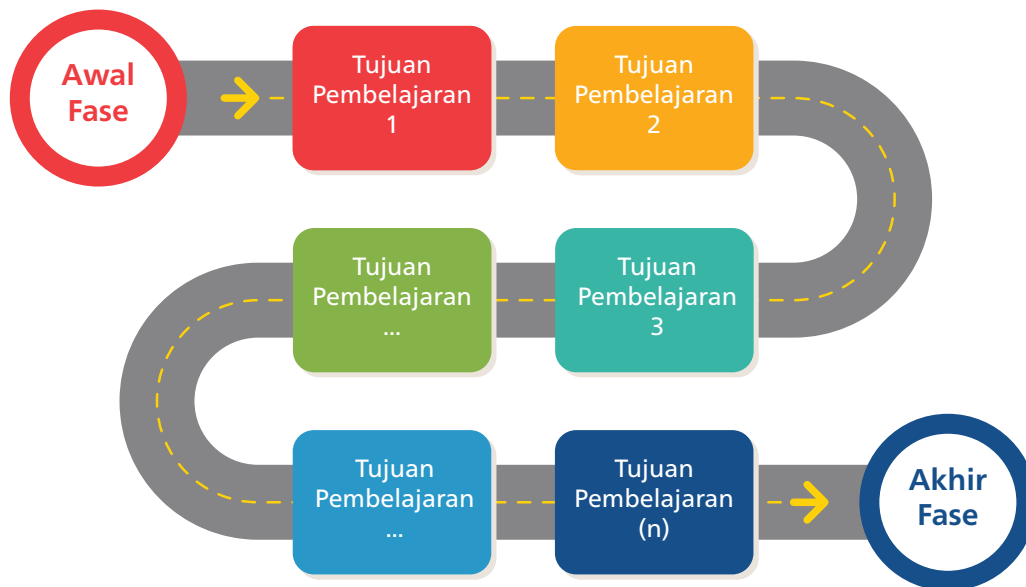 Awal
Fase
Tujuan
Pembelajaran
1
Tujuan
Pembelajaran
2
Tujuan
Pembelajaran
3
Tujuan
Pembelajaran
...
Tujuan
Pembelajaran
...
Tujuan
Pembelajaran
(n)
Akhir
Fase